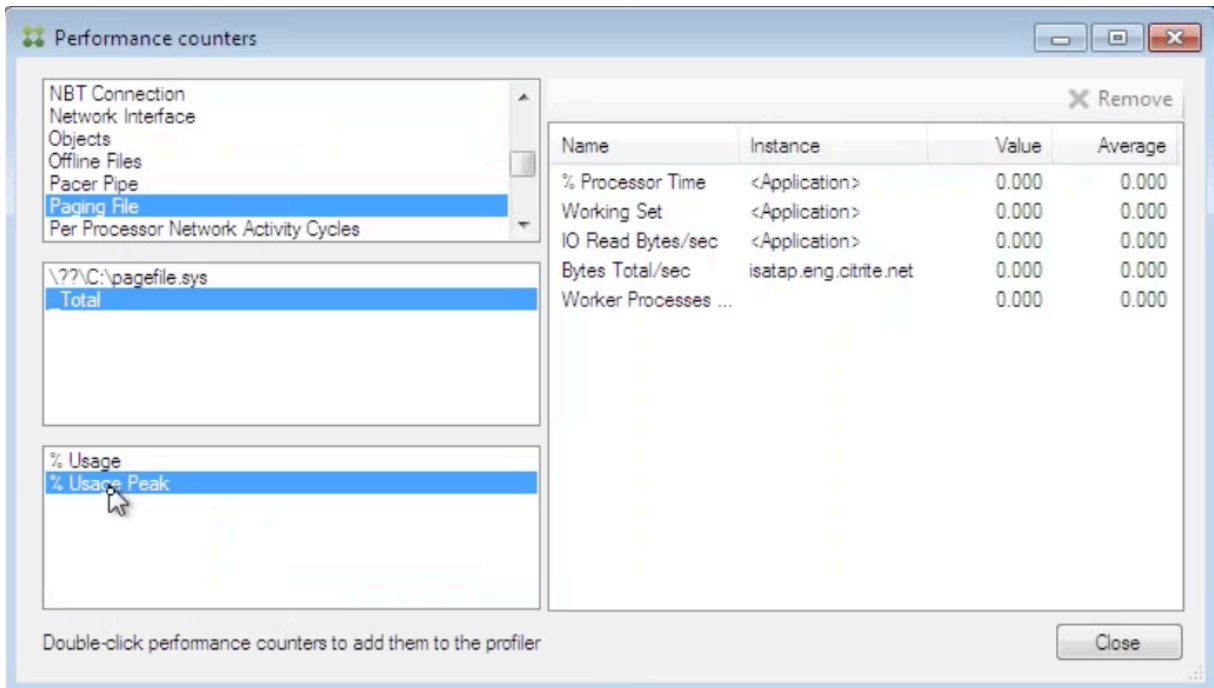 Performance counters
NBT Connection
Network Interface
Objects
Offline Files
Pacer Pipe
Paging File
Per Processor Network Activity Cycles
\??\C:\pagefile.sys
_Total
% Usage
% Usage Peak
Double-click performance counters to add them to the profiler
Remove
Name Instance Value Average
% Processor Time <Application> 0.000 0.000
Working Set <Application> 0.000 0.000
IO Read Bytes/sec <Application> 0.000 0.000
Bytes Total/sec isatap.eng.citrite.net 0.000 0.000
Worker Processes ... 0.000 0.000
Close